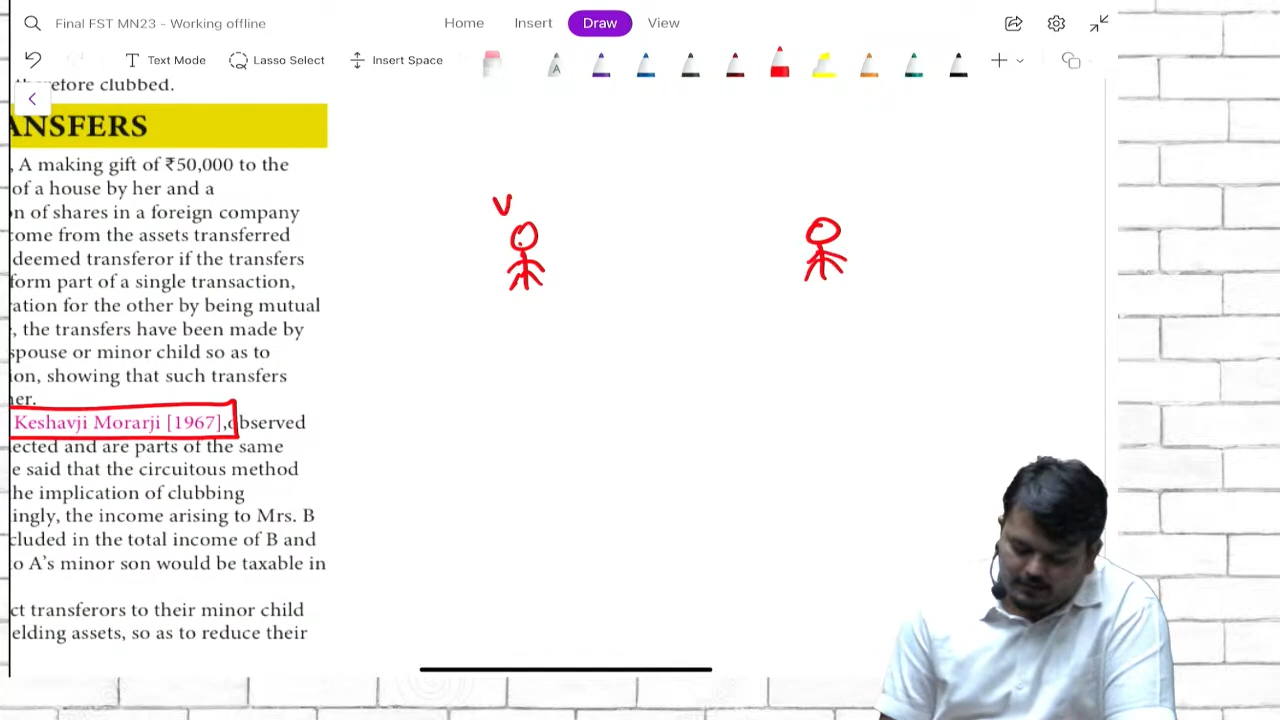 Final FST MN23 - Working offline
Home Insert Draw View
Text Mode Lasso Select Insert Space
therefore clubbed.
ANSFERS
, A making gift of ₹50,000 to the
of a house by her and a
n of shares in a foreign company
come from the assets transferred
deemed transferor if the transfers
form part of a single transaction,
ation for the other by being mutual
, the transfers have been made by
spouse or minor child so as to
ion, showing that such transfers
er.
Keshavji Morarji [1967], observed
ected and are parts of the same
e said that the circuitous method
he implication of clubbing
ingly, the income arising to Mrs. B
cluded in the total income of B and
o A's minor son would be taxable in
ct transferors to their minor child
elding assets, so as to reduce their
V
A